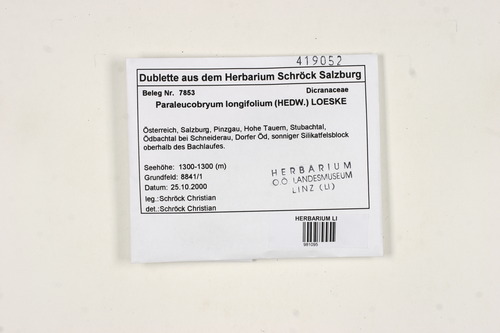 419052
Dublette aus dem Herbarium Schröck Salzburg
Beleg Nr. 7853 Dicranaceae
Paraleucobryum longifolium (HEDW.) LOESKE
Österreich, Salzburg, Pinzgau, Hohe Tauern, Stubachtal,
Ödbachtal bei Schneiderau, Dorfer Öd, sonniger Silikatfelsblock
oberhalb des Bachlaufes.
Seehöhe: 1300-1300 (m)
Grundfeld: 8841/1
Datum: 25.10.2000
leg.:Schröck Christian
det.:Schröck Christian
HERBARIUM
O.Ö. LANDESMUSEUM
LINZ (LI)
HERBARIUM LI
981095